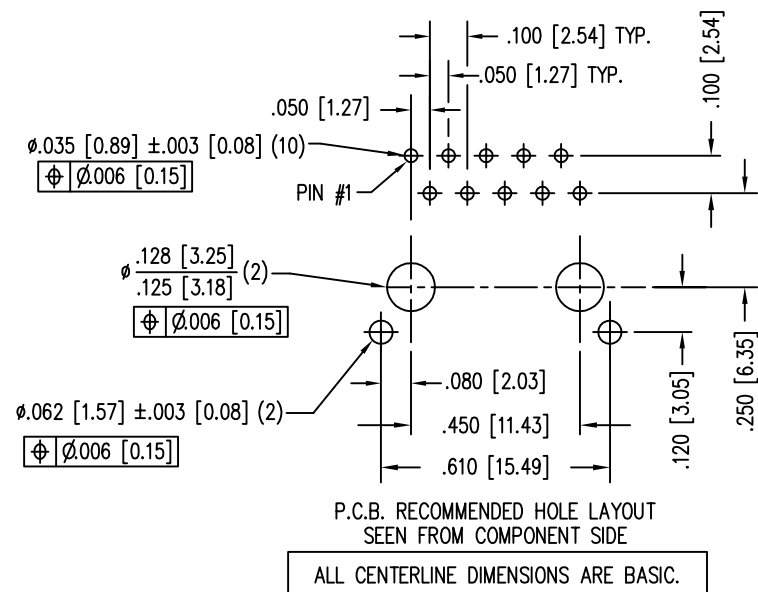 .100 [2.54] TYP.
.050 [1.27] TYP.
.100 [2.54]
.050 [1.27]
ø.035 [0.89] ±.003 [0.08] (10)
⌖ Ø.006 [0.15]
PIN #1
ø .128 [3.25]
.125 [3.18] (2)
⌖ Ø.006 [0.15]
.080 [2.03]
ø.062 [1.57] ±.003 [0.08] (2)
⌖ Ø.006 [0.15]
.450 [11.43]
.610 [15.49]
.120 [3.05]
.250 [6.35]
P.C.B. RECOMMENDED HOLE LAYOUT
SEEN FROM COMPONENT SIDE
ALL CENTERLINE DIMENSIONS ARE BASIC.